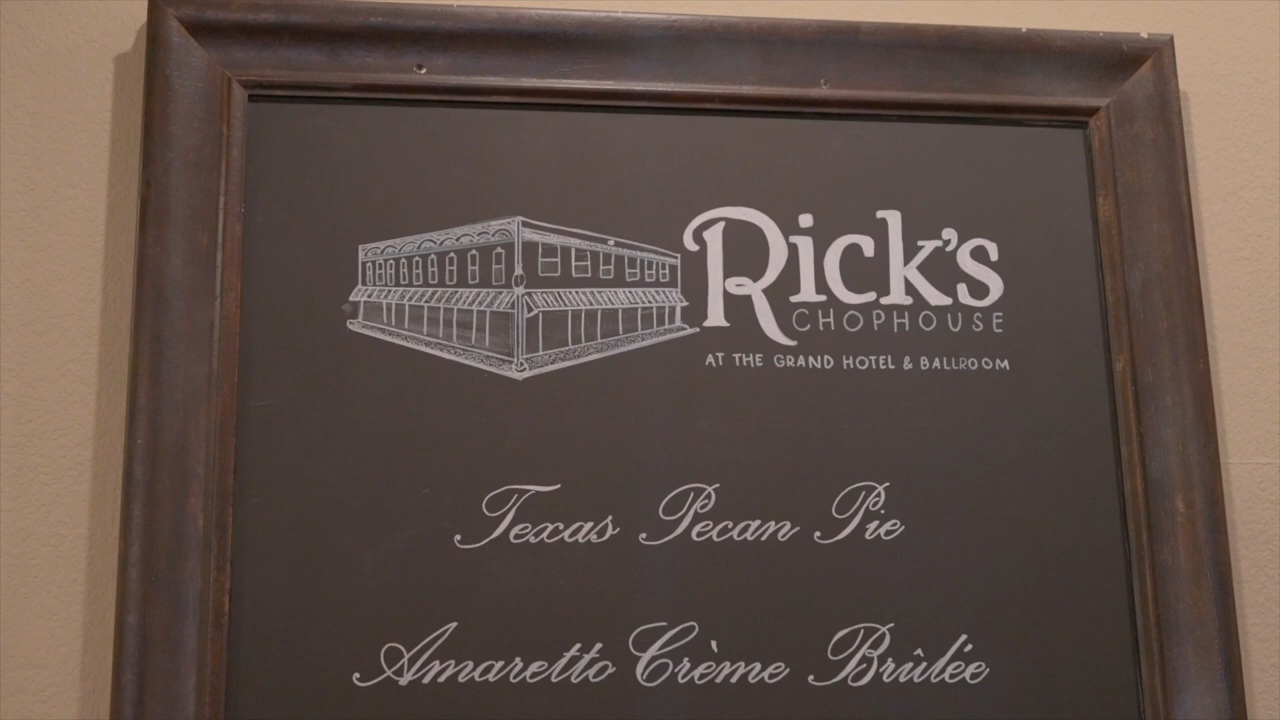 Rick's
CHOPHOUSE
AT THE GRAND HOTEL & BALLROOM
Texas Pecan Pie
Amaretto Crème Brûlée